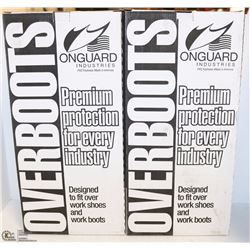 OVERBOOTS
ONGUARD
INDUSTRIES
Premium
protection
for every
industry
Designed
to fit over
work shoes
and work boots
OVERBOOTS
ONGUARD
INDUSTRIES
Premium
protection
for every
industry
Designed
to fit over
work shoes
and work boots